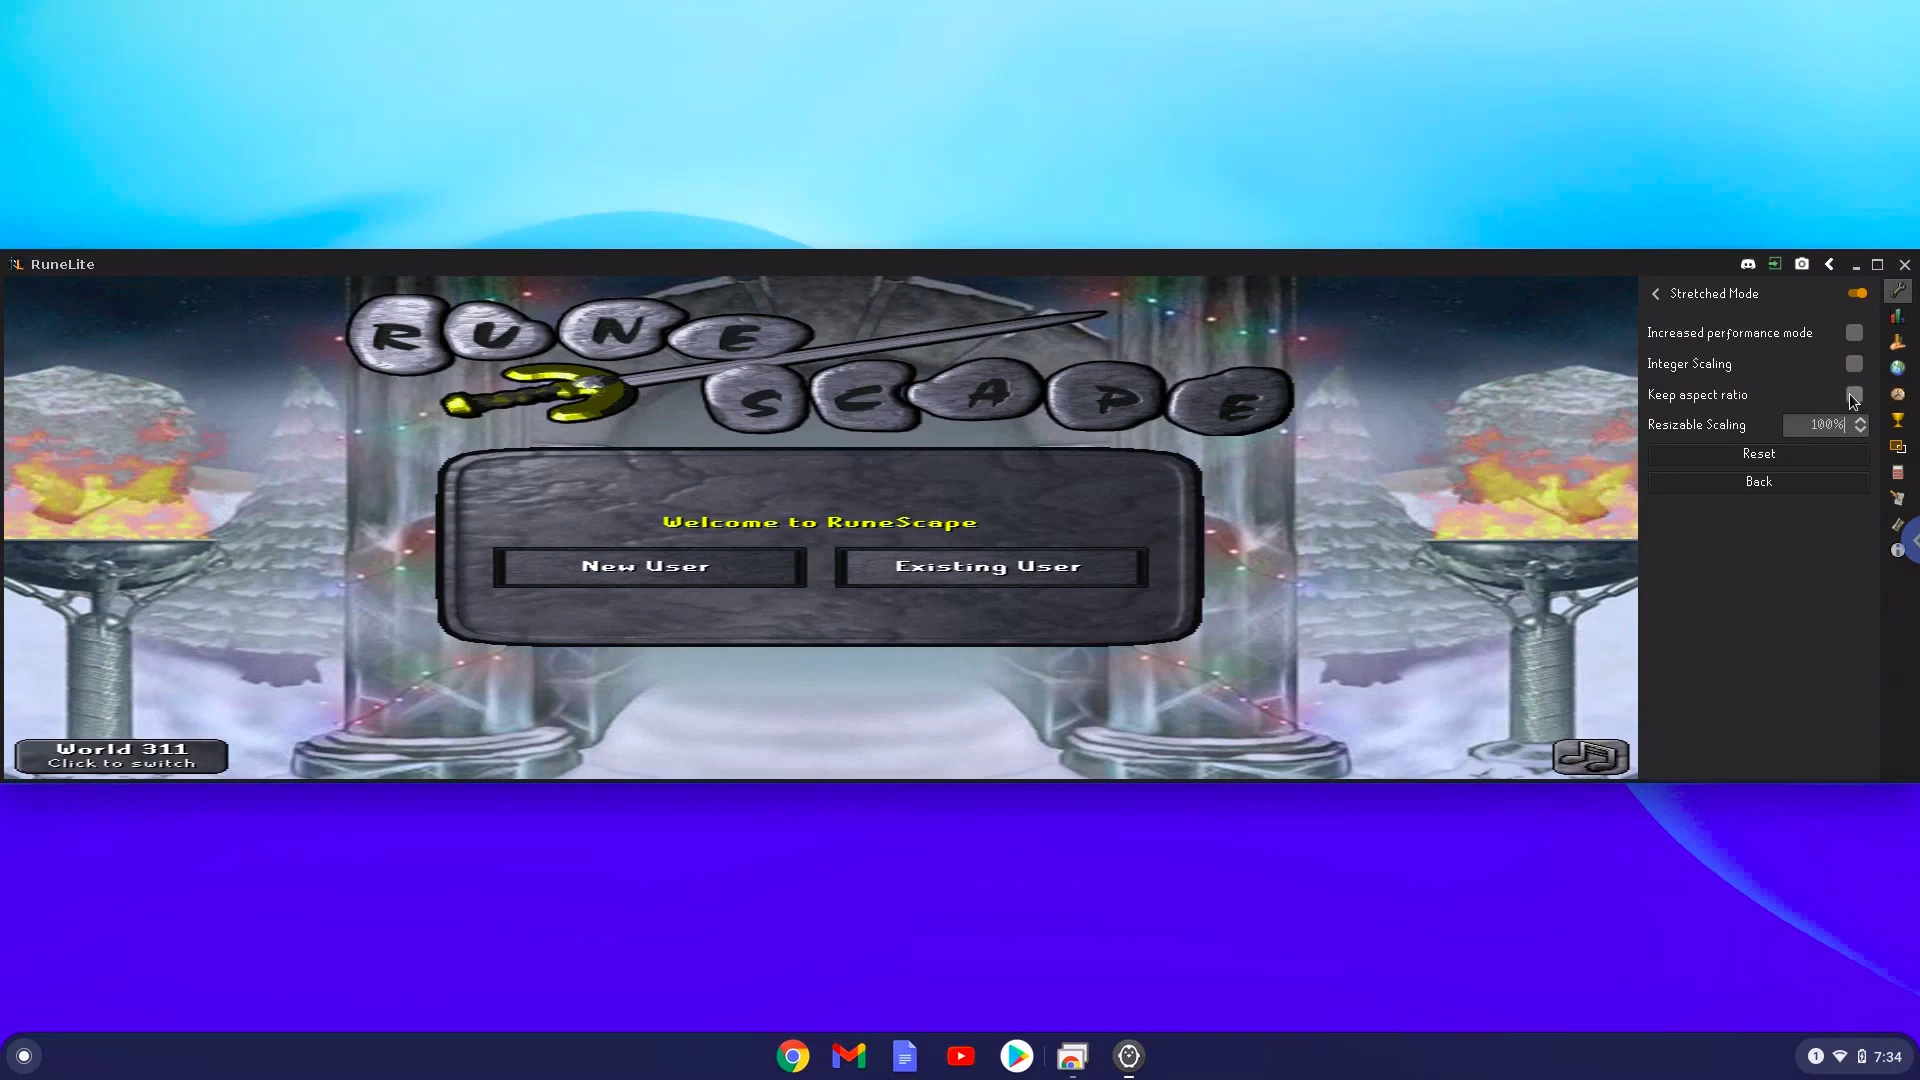 RuneLite
RUNE
SCAPE
Welcome to RuneScape
New User
Existing User
World 311
Click to switch
Stretched Mode
Increased performance mode
Integer Scaling
Keep aspect ratio
Resizable Scaling
100%
Reset
Back
1
7:34